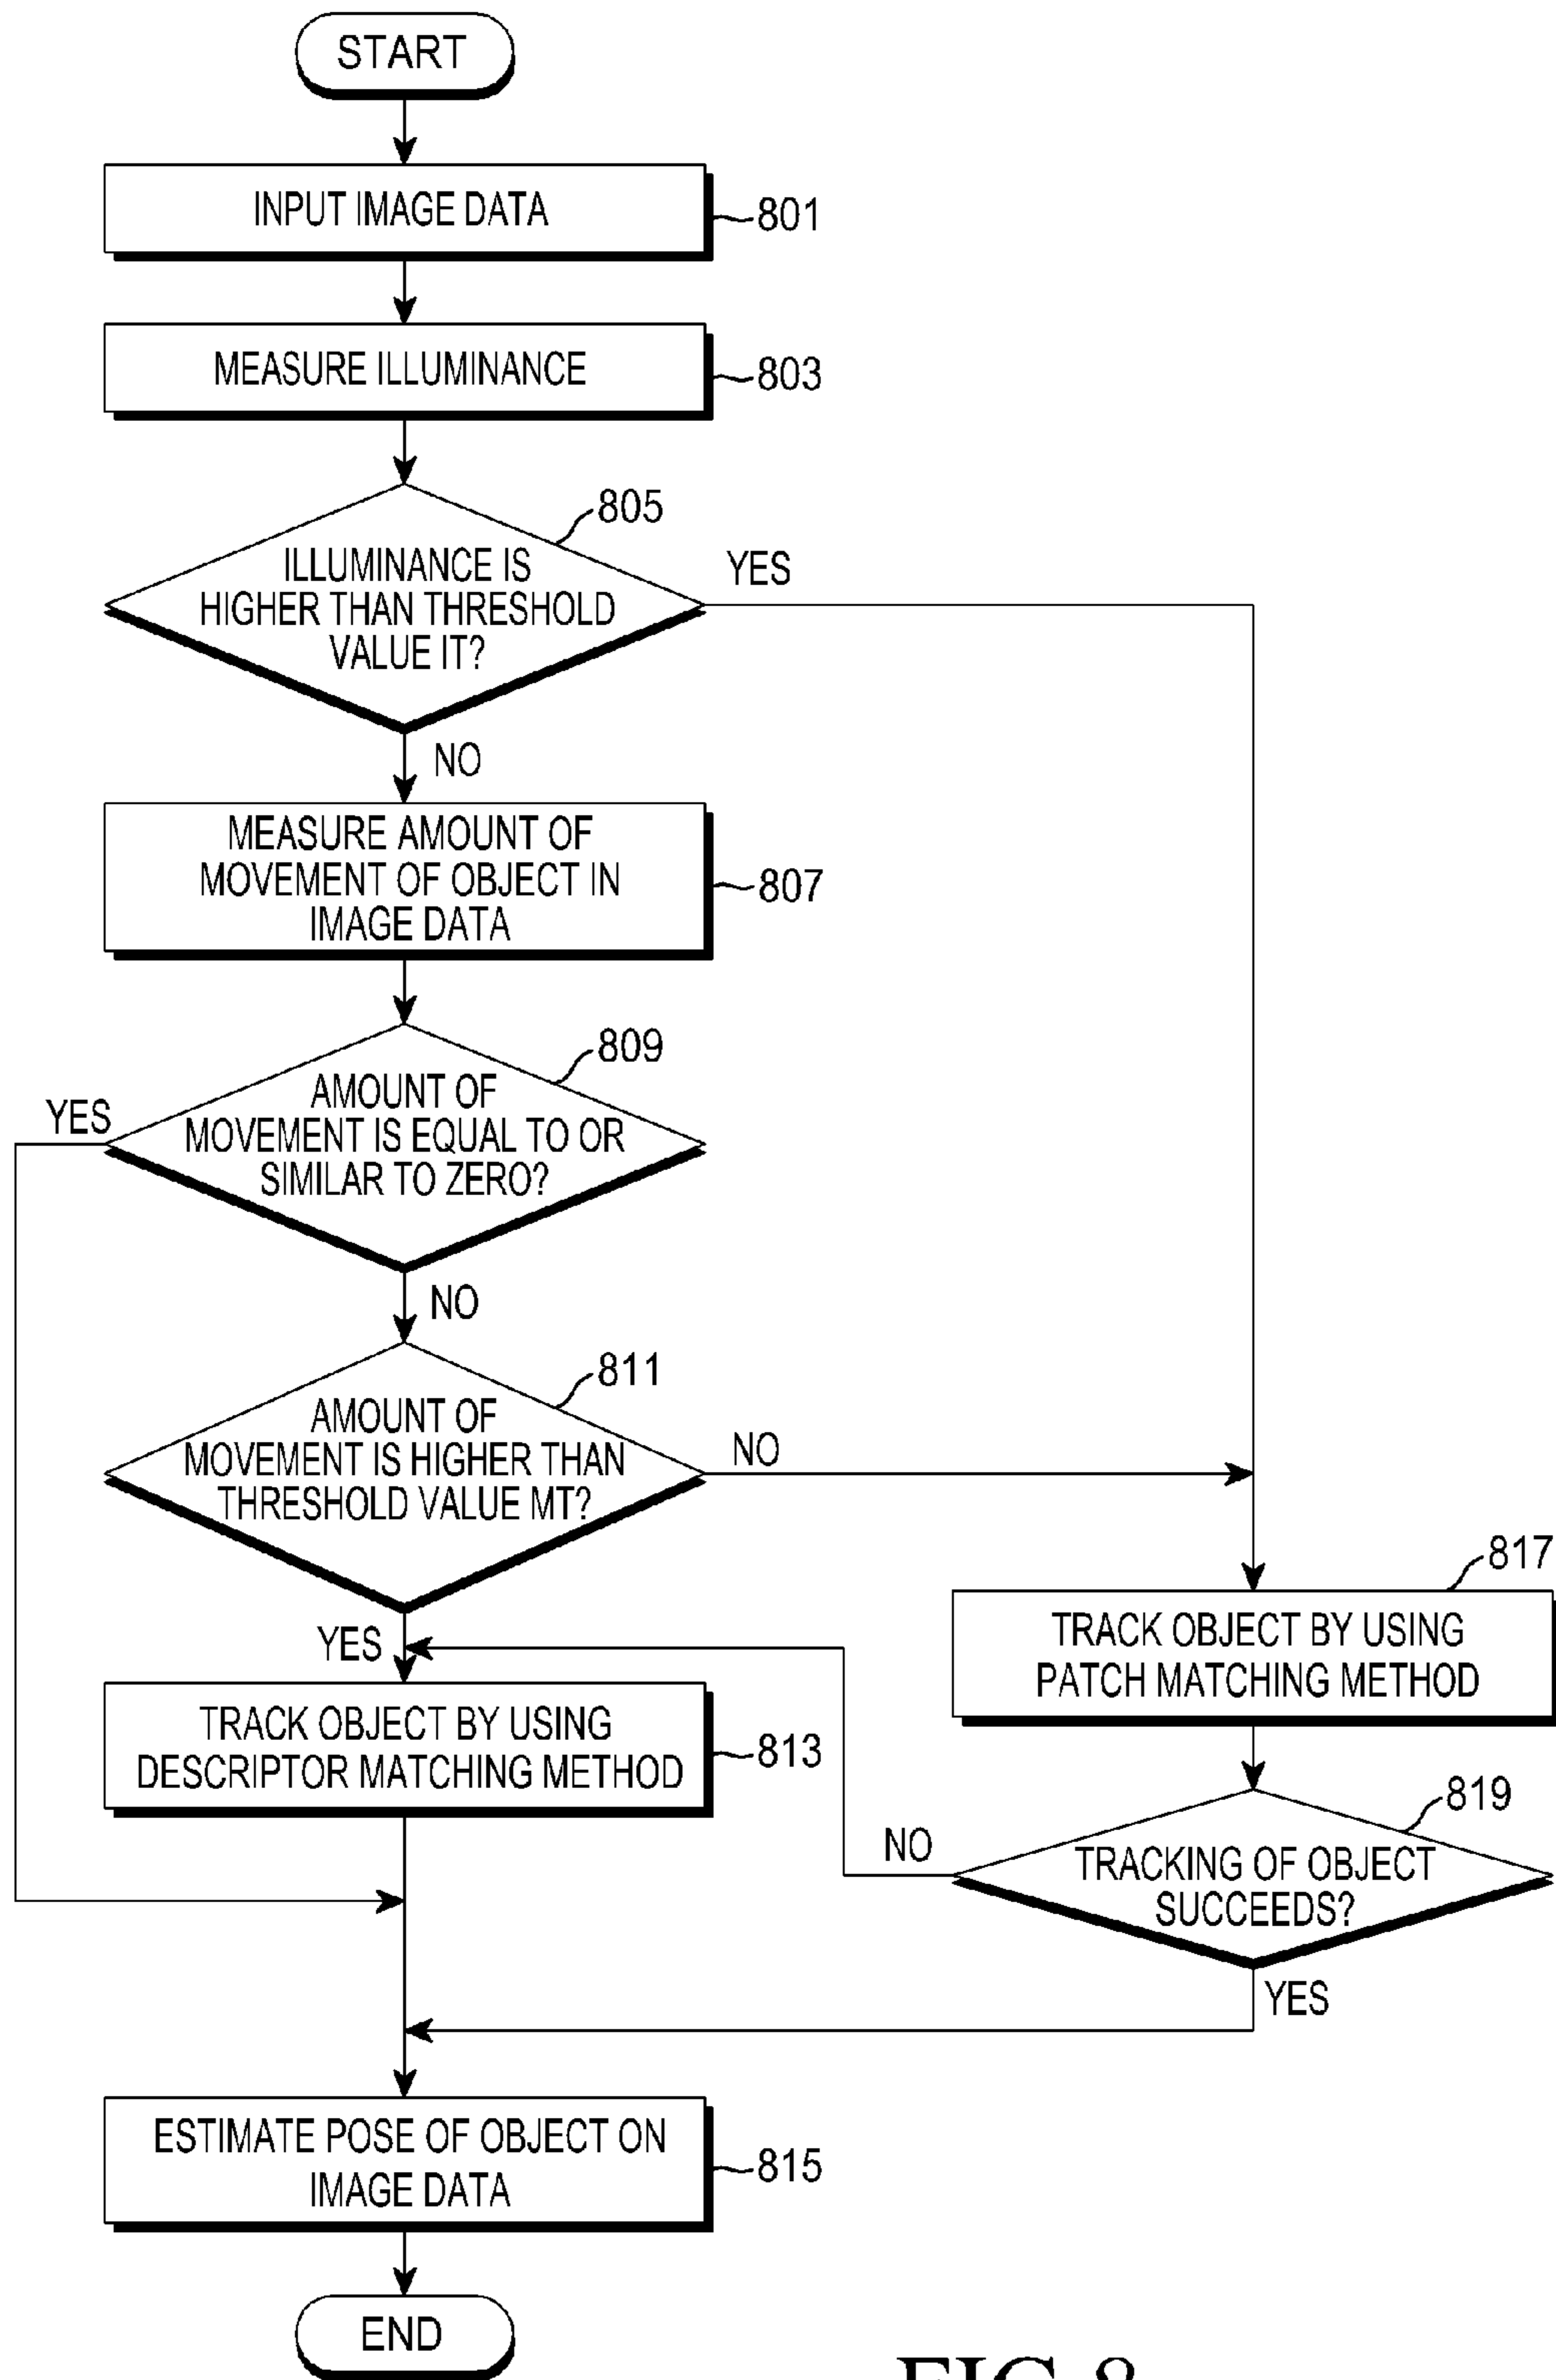 START
INPUT IMAGE DATA
801
MEASURE ILLUMINANCE
803
805
ILLUMINANCE IS
HIGHER THAN THRESHOLD
VALUE IT?
YES
NO
MEASURE AMOUNT OF
MOVEMENT OF OBJECT IN
IMAGE DATA
807
809
AMOUNT OF
MOVEMENT IS EQUAL TO OR
SIMILAR TO ZERO?
YES
NO
811
AMOUNT OF
MOVEMENT IS HIGHER THAN
THRESHOLD VALUE MT?
NO
YES
817
TRACK OBJECT BY USING
PATCH MATCHING METHOD
TRACK OBJECT BY USING
DESCRIPTOR MATCHING METHOD
813
819
TRACKING OF OBJECT
SUCCEEDS?
NO
YES
ESTIMATE POSE OF OBJECT ON
IMAGE DATA
815
END
FIG.8